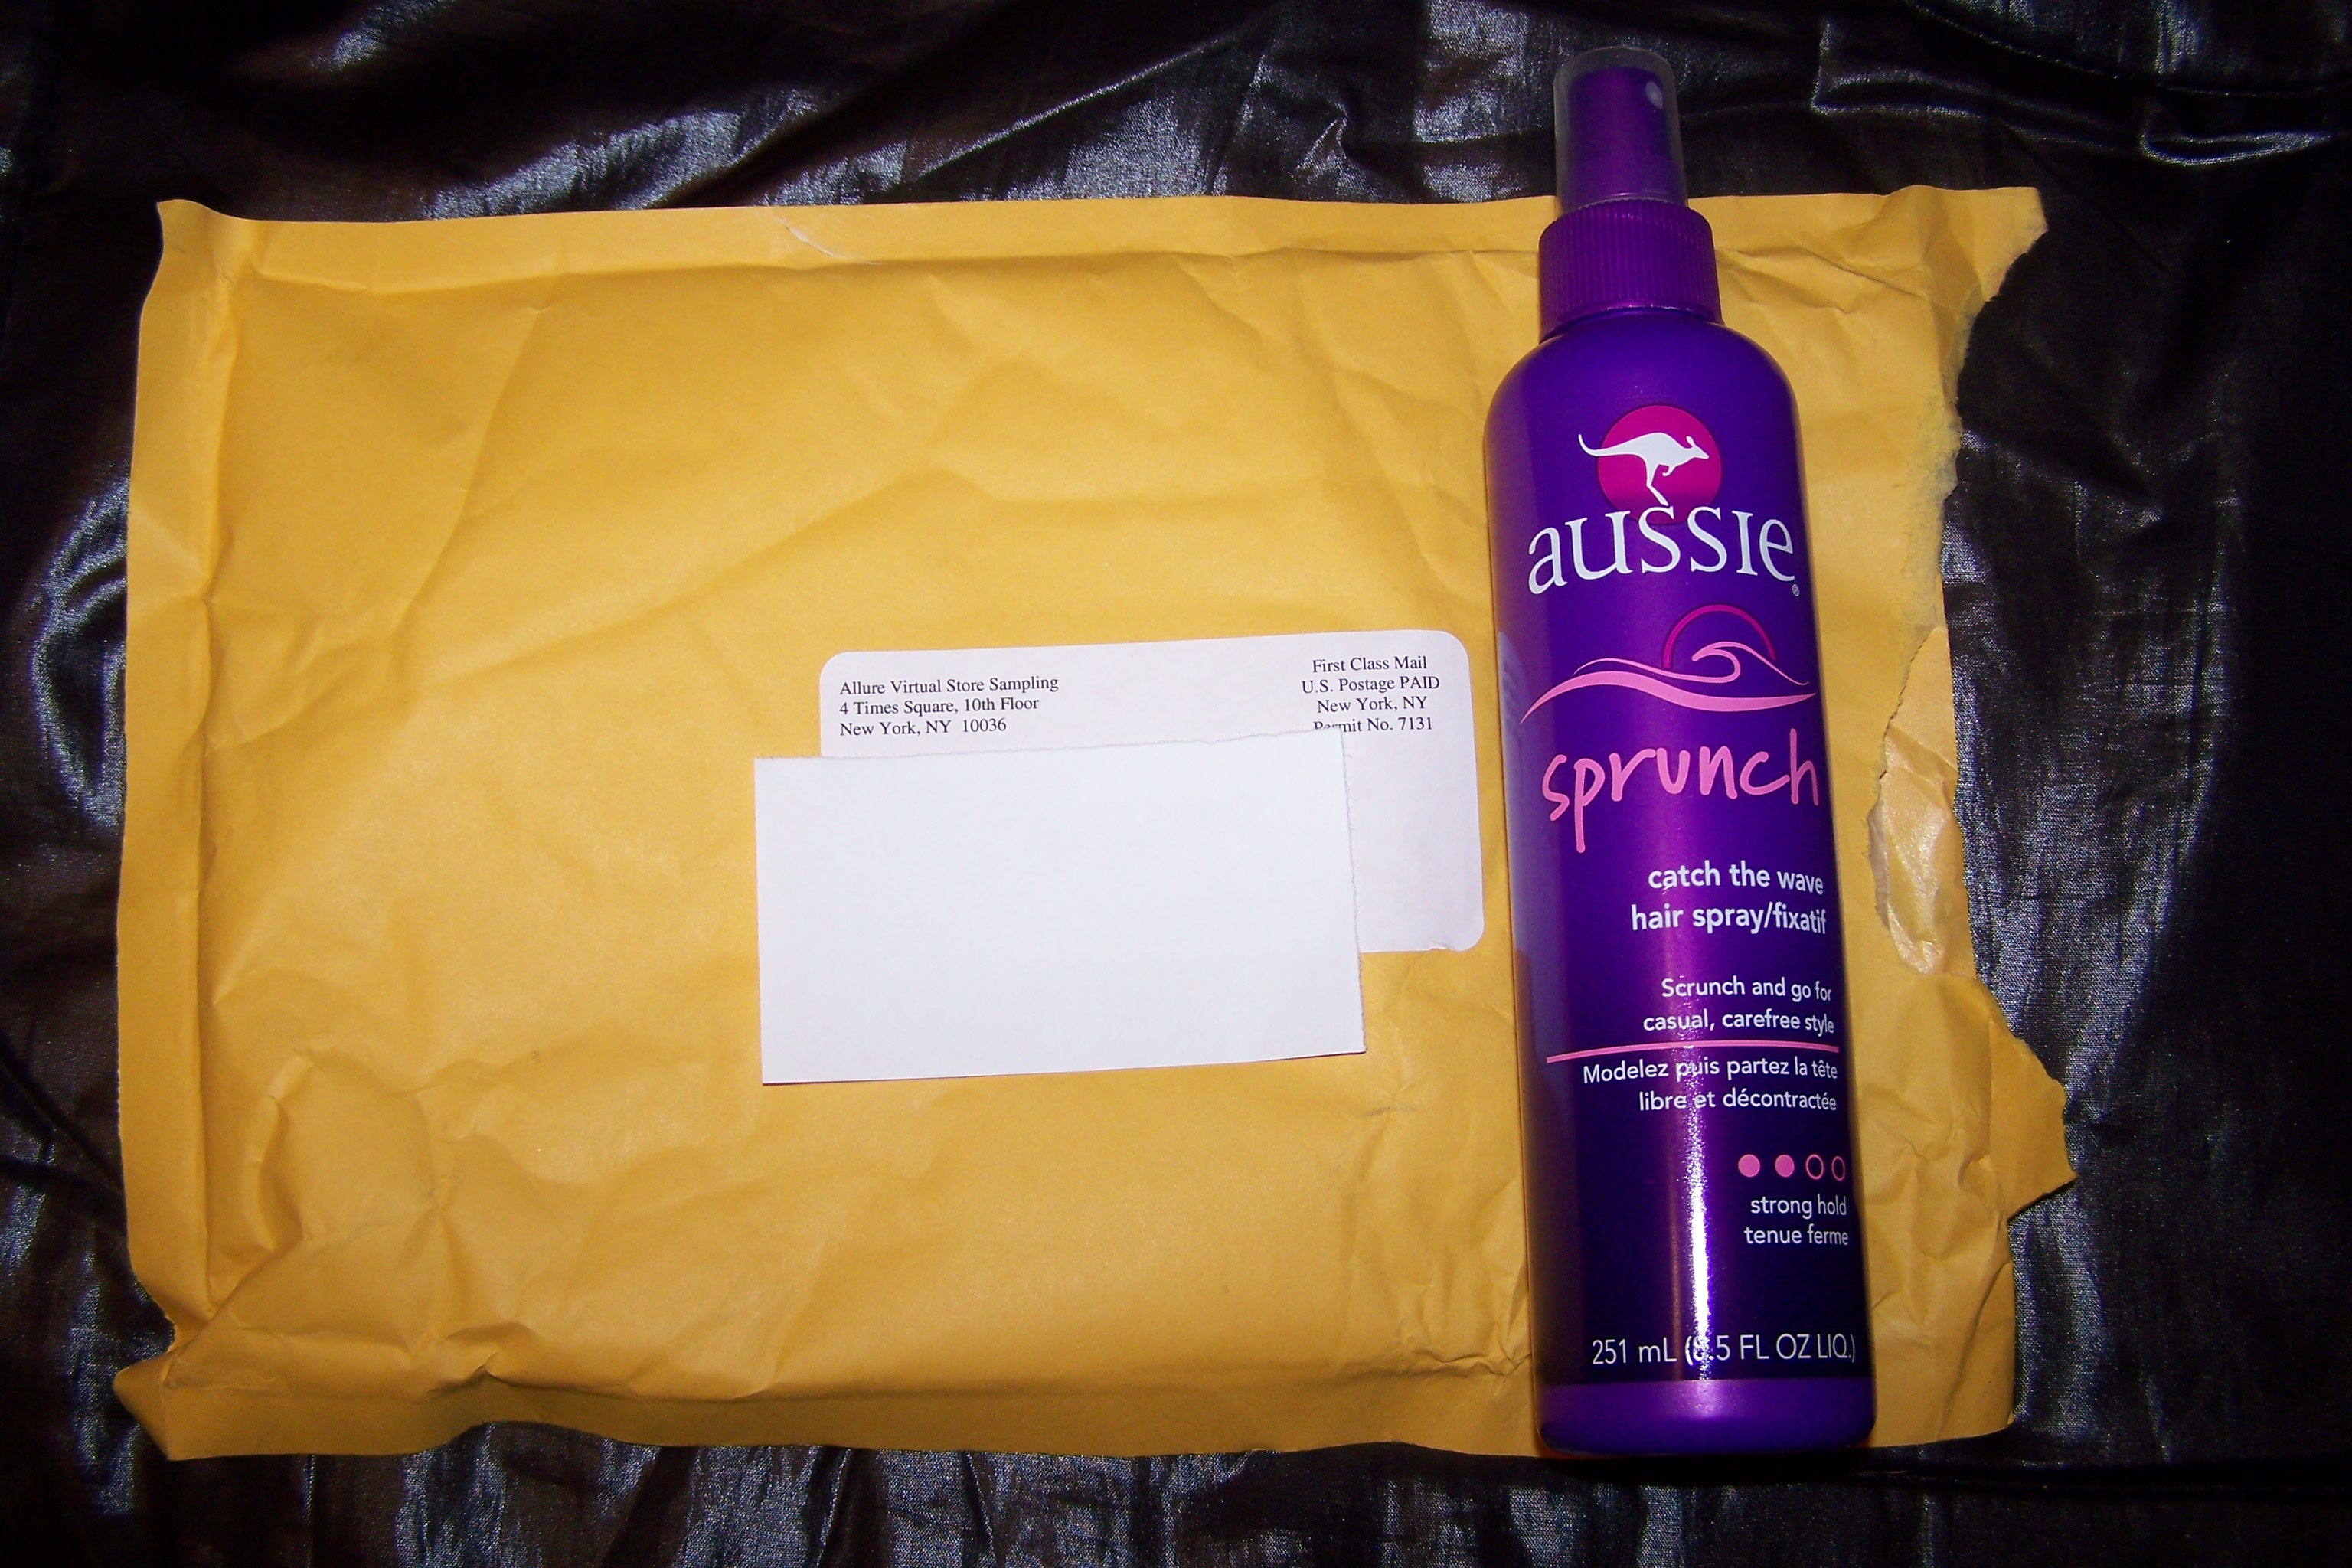 Allure Virtual Store Sampling
4 Times Square, 10th Floor
New York, NY 10036
First Class Mail
U.S. Postage PAID
New York, NY
Permit No. 7131
aussie®
sprunch
catch the wave
hair spray/fixatif
Scrunch and go for
casual, carefree style
Modelez puis partez la tête
libre et décontractée
strong hold
tenue ferme
251 mL (8.5 FL OZ LIQ.)